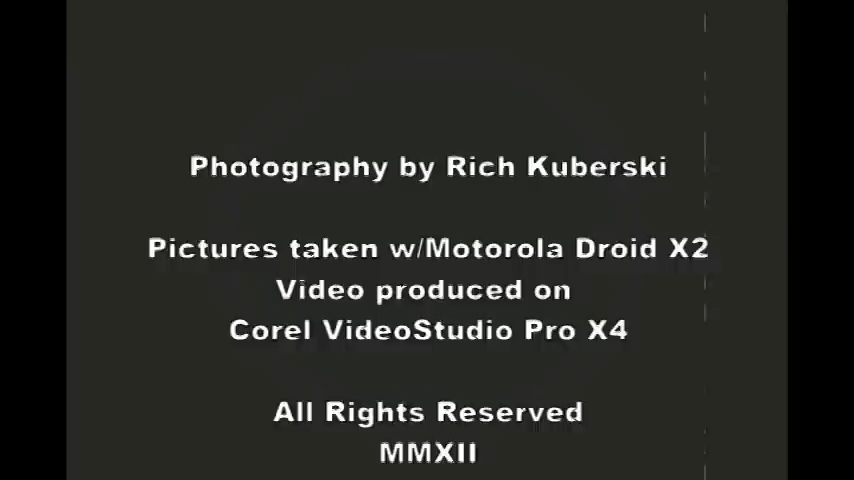 Photography by Rich Kuberski
Pictures taken w/Motorola Droid X2
Video produced on
Corel VideoStudio Pro X4
All Rights Reserved
MMXII